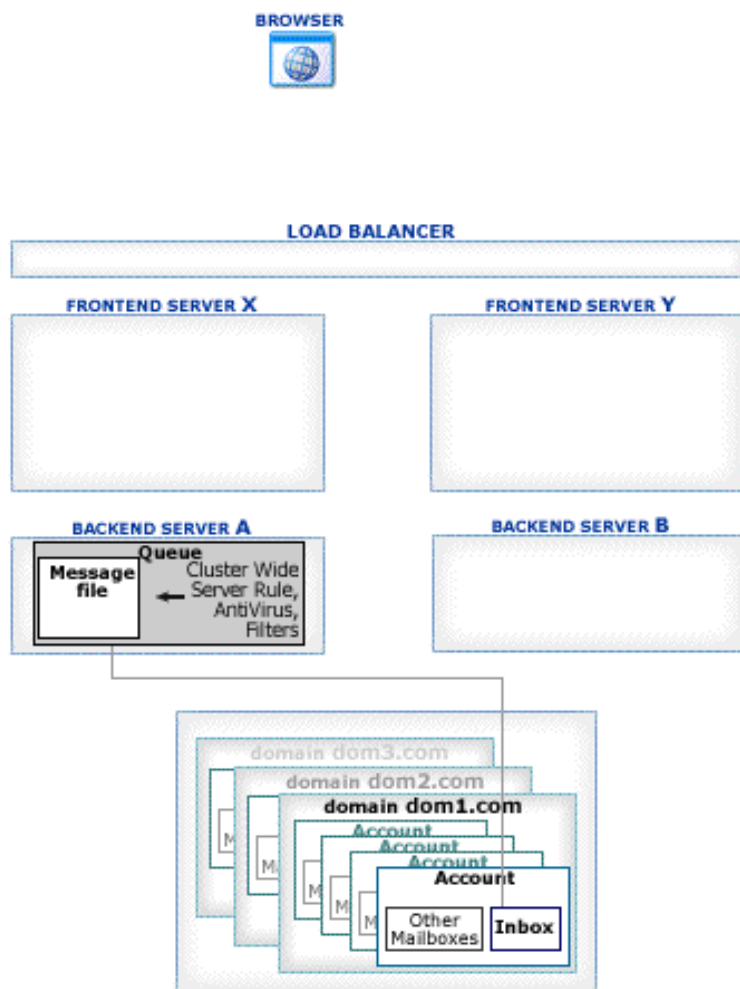 BROWSER
LOAD BALANCER
FRONTEND SERVER X
FRONTEND SERVER Y
BACKEND SERVER A
BACKEND SERVER B
Queue
Message
file
Cluster Wide
Server Rule,
AntiVirus,
Filters
domain dom3.com
domain dom2.com
domain dom1.com
Account
Account
Account
Account
Other
Mailboxes
Inbox